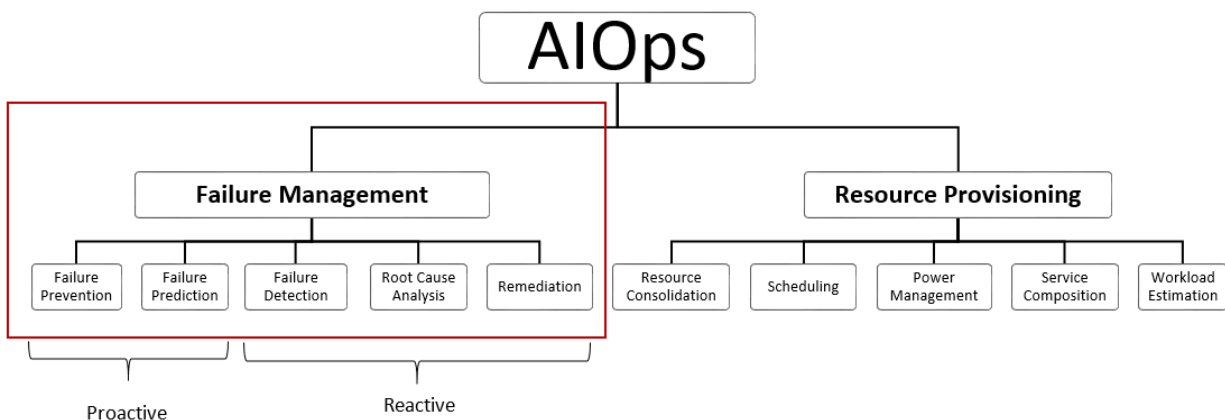 AIOps
Failure Management
Resource Provisioning
Failure
Prevention
Failure
Prediction
Failure
Detection
Root Cause
Analysis
Remediation
Resource
Consolidation
Scheduling
Power
Management
Service
Composition
Workload
Estimation
Proactive
Reactive